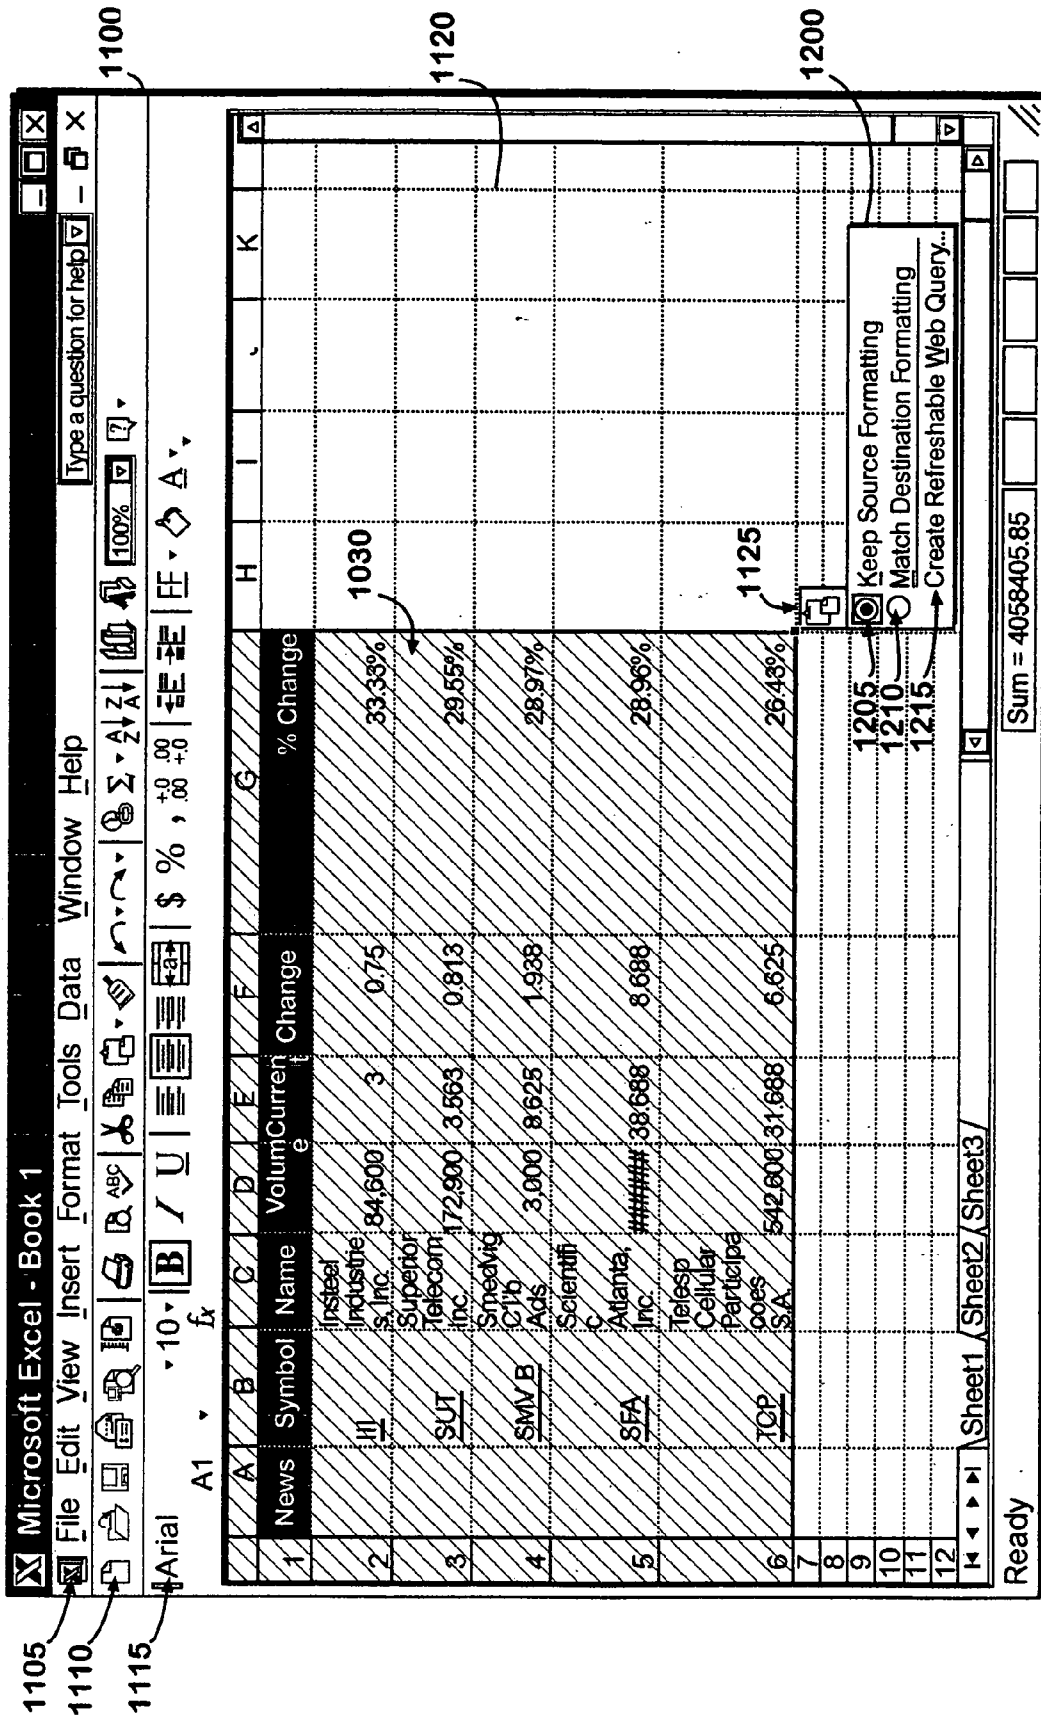 Microsoft Excel - Book 1
File Edit View Insert Format Tools Data Window Help
Type a question for help
100%
Arial
10
B I U
$ % ,
A1
fx
A B C D E F G H I K
1 News Symbol Name Volum e Curren t Change % Change
2 III Insteel Industrie s, Inc. 84,600 3 0.75 33.33%
3 SUT Superior Telecom Inc. 172,900 3.563 0.813 29.55%
4 SMV.B Smedvig C1'b Ads 3,000 8.625 1.938 28.97%
5 SFA Scientifi c Atlanta, Inc. ###### 38.688 8.688 28.96%
6 TCP Telesp Cellular Participa coes S.A. 542,600 31.688 6.625 26.43%
7
8
9
10
11
12
Keep Source Formatting
Match Destination Formatting
Create Refreshable Web Query...
Sheet1 Sheet2 Sheet3
Ready
Sum = 4058405.85
1100
1105
1110
1115
1120
1030
1125
1200
1205
1210
1215